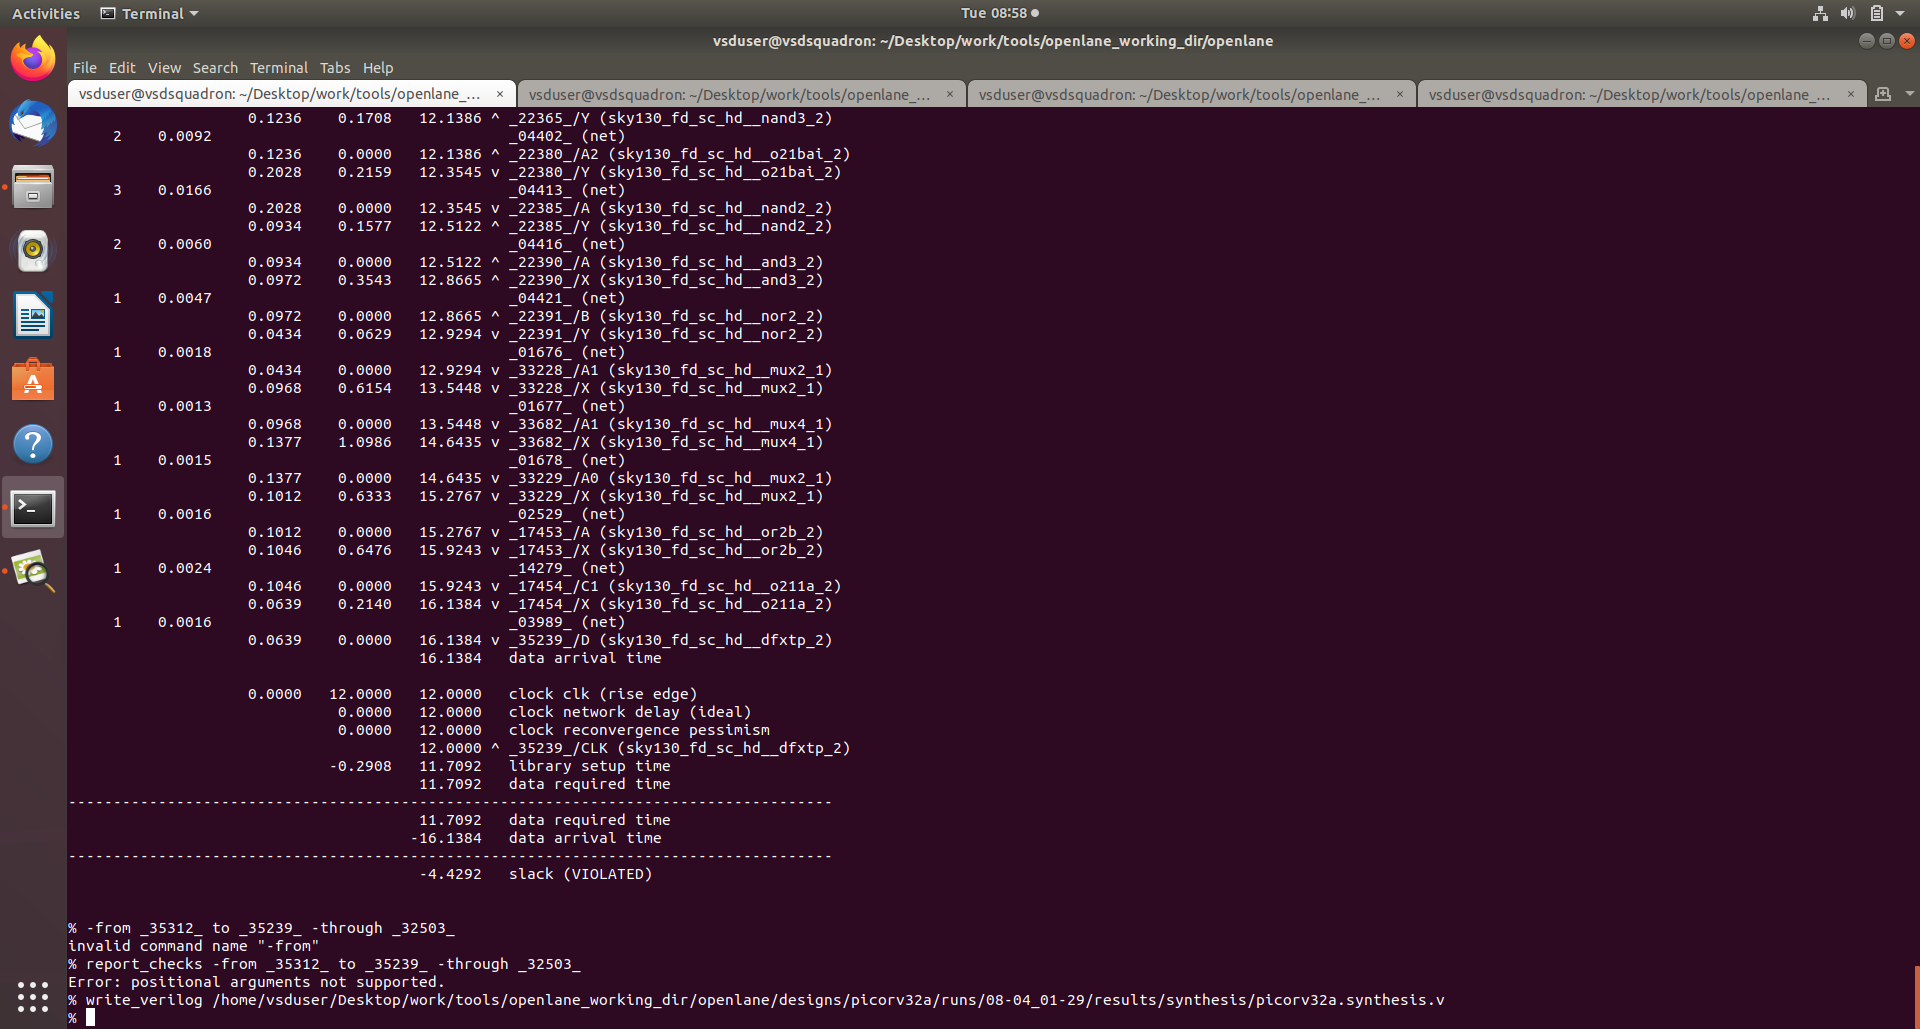 Activities Terminal Tue 08:58
vsduser@vsdsquadron: ~/Desktop/work/tools/openlane_working_dir/openlane
File Edit View Search Terminal Tabs Help
vsduser@vsdsquadron: ~/Desktop/work/tools/openlane_... × vsduser@vsdsquadron: ~/Desktop/work/tools/openlane_... × vsduser@vsdsquadron: ~/Desktop/work/tools/openlane_... × vsduser@vsdsquadron: ~/Desktop/work/tools/openlane_... ×
0.1236 0.1708 12.1386 ^ _22365_/Y (sky130_fd_sc_hd__nand3_2)
2 0.0092 _04402_ (net)
0.1236 0.0000 12.1386 ^ _22380_/A2 (sky130_fd_sc_hd__o21bai_2)
0.2028 0.2159 12.3545 v _22380_/Y (sky130_fd_sc_hd__o21bai_2)
3 0.0166 _04413_ (net)
0.2028 0.0000 12.3545 v _22385_/A (sky130_fd_sc_hd__nand2_2)
0.0934 0.1577 12.5122 ^ _22385_/Y (sky130_fd_sc_hd__nand2_2)
2 0.0060 _04416_ (net)
0.0934 0.0000 12.5122 ^ _22390_/A (sky130_fd_sc_hd__and3_2)
0.0972 0.3543 12.8665 ^ _22390_/X (sky130_fd_sc_hd__and3_2)
1 0.0047 _04421_ (net)
0.0972 0.0000 12.8665 ^ _22391_/B (sky130_fd_sc_hd__nor2_2)
0.0434 0.0629 12.9294 v _22391_/Y (sky130_fd_sc_hd__nor2_2)
1 0.0018 _01676_ (net)
0.0434 0.0000 12.9294 v _33228_/A1 (sky130_fd_sc_hd__mux2_1)
0.0968 0.6154 13.5448 v _33228_/X (sky130_fd_sc_hd__mux2_1)
1 0.0013 _01677_ (net)
0.0968 0.0000 13.5448 v _33682_/A1 (sky130_fd_sc_hd__mux4_1)
0.1377 1.0986 14.6435 v _33682_/X (sky130_fd_sc_hd__mux4_1)
1 0.0015 _01678_ (net)
0.1377 0.0000 14.6435 v _33229_/A0 (sky130_fd_sc_hd__mux2_1)
0.1012 0.6333 15.2767 v _33229_/X (sky130_fd_sc_hd__mux2_1)
1 0.0016 _02529_ (net)
0.1012 0.0000 15.2767 v _17453_/A (sky130_fd_sc_hd__or2b_2)
0.1046 0.6476 15.9243 v _17453_/X (sky130_fd_sc_hd__or2b_2)
1 0.0024 _14279_ (net)
0.1046 0.0000 15.9243 v _17454_/C1 (sky130_fd_sc_hd__o211a_2)
0.0639 0.2140 16.1384 v _17454_/X (sky130_fd_sc_hd__o211a_2)
1 0.0016 _03989_ (net)
0.0639 0.0000 16.1384 v _35239_/D (sky130_fd_sc_hd__dfxtp_2)
16.1384 data arrival time
0.0000 12.0000 12.0000 clock clk (rise edge)
0.0000 12.0000 clock network delay (ideal)
0.0000 12.0000 clock reconvergence pessimism
12.0000 ^ _35239_/CLK (sky130_fd_sc_hd__dfxtp_2)
-0.2908 11.7092 library setup time
11.7092 data required time
-------------------------------------------------------------------------------------
11.7092 data required time
-16.1384 data arrival time
-------------------------------------------------------------------------------------
-4.4292 slack (VIOLATED)
% -from _35312_ to _35239_ -through _32503_
invalid command name "-from"
% report_checks -from _35312_ to _35239_ -through _32503_
Error: positional arguments not supported.
% write_verilog /home/vsduser/Desktop/work/tools/openlane_working_dir/openlane/designs/picorv32a/runs/08-04_01-29/results/synthesis/picorv32a.synthesis.v
%